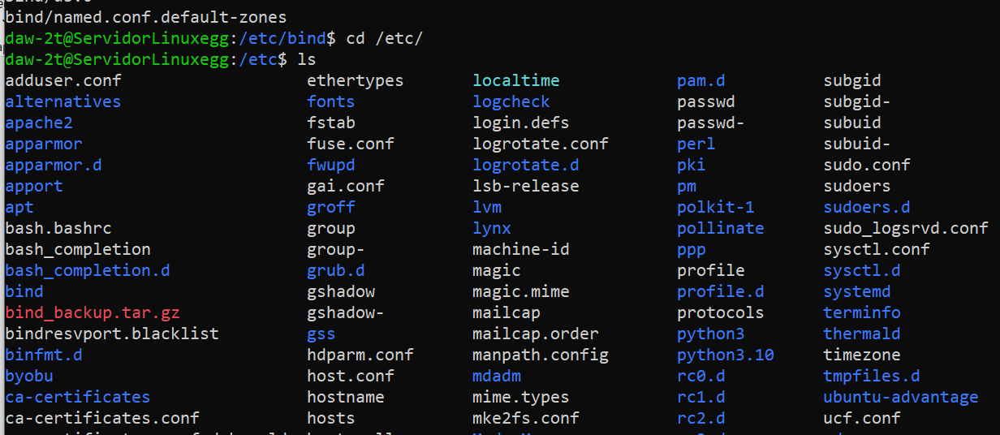 bind/named.conf.default-zones
daw-2t@ServidorLinuxegg:/etc/bind$ cd /etc/
daw-2t@ServidorLinuxegg:/etc$ ls
adduser.conf ethertypes localtime pam.d subgid
alternatives fonts logcheck passwd subgid-
apache2 fstab login.defs passwd- subuid
apparmor fuse.conf logrotate.conf perl subuid-
apparmor.d fwupd logrotate.d pki sudo.conf
apport gai.conf lsb-release pm sudoers
apt groff lvm polkit-1 sudoers.d
bash.bashrc group lynx pollinate sudo_logsrvd.conf
bash_completion group- machine-id ppp sysctl.conf
bash_completion.d grub.d magic profile sysctl.d
bind gshadow magic.mime profile.d systemd
bind_backup.tar.gz gshadow- mailcap protocols terminfo
bindresvport.blacklist gss mailcap.order python3 thermald
binfmt.d hdparm.conf manpath.config python3.10 timezone
byobu host.conf mdadm rc0.d tmpfiles.d
ca-certificates hostname mime.types rc1.d ubuntu-advantage
ca-certificates.conf hosts mke2fs.conf rc2.d ucf.conf